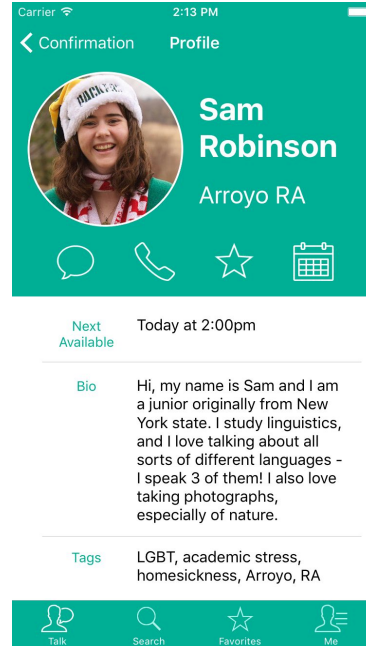 Carrier 2:13 PM
Confirmation Profile
PACKERS
Sam
Robinson
Arroyo RA
Next
Available
Today at 2:00pm
Bio
Hi, my name is Sam and I am
a junior originally from New
York state. I study linguistics,
and I love talking about all
sorts of different languages -
I speak 3 of them! I also love
taking photographs,
especially of nature.
Tags
LGBT, academic stress,
homesickness, Arroyo, RA
Talk Search Favorites Me